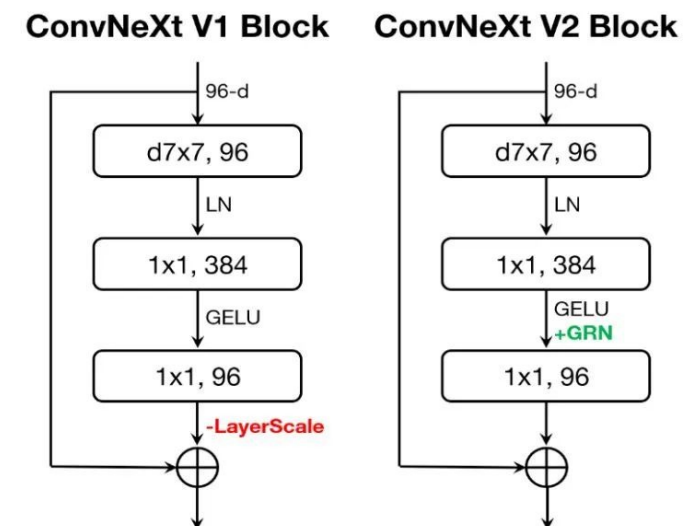 ConvNeXt V1 Block
96-d
d7x7, 96
LN
1x1, 384
GELU
1x1, 96
-LayerScale
ConvNeXt V2 Block
96-d
d7x7, 96
LN
1x1, 384
GELU
+GRN
1x1, 96